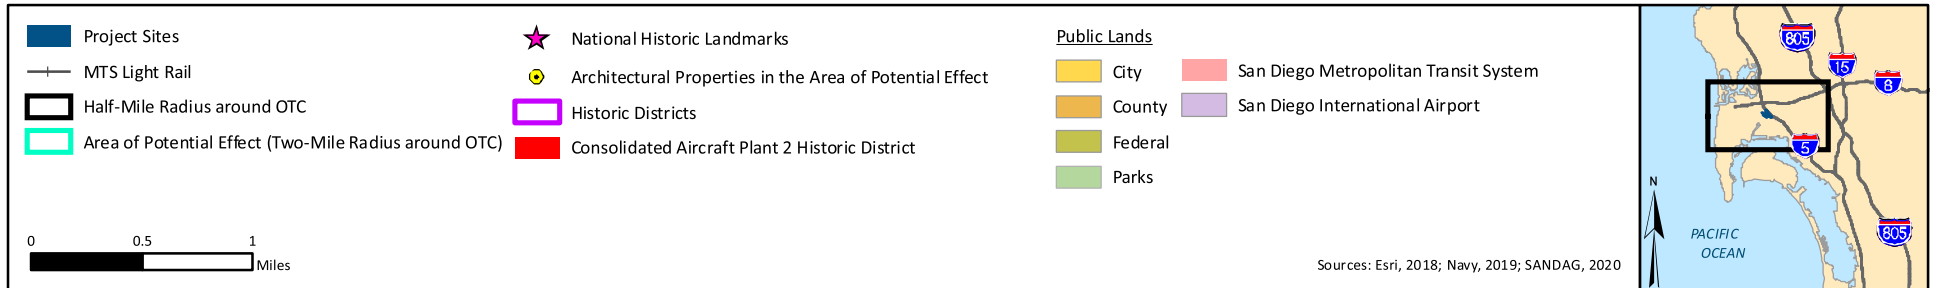 Project Sites
MTS Light Rail
Half-Mile Radius around OTC
Area of Potential Effect (Two-Mile Radius around OTC)
National Historic Landmarks
Architectural Properties in the Area of Potential Effect
Historic Districts
Consolidated Aircraft Plant 2 Historic District
Public Lands
City
County
Federal
Parks
San Diego Metropolitan Transit System
San Diego International Airport
0 0.5 1
Miles
Sources: Esri, 2018; Navy, 2019; SANDAG, 2020
805
15
8
5
805
N
PACIFIC
OCEAN